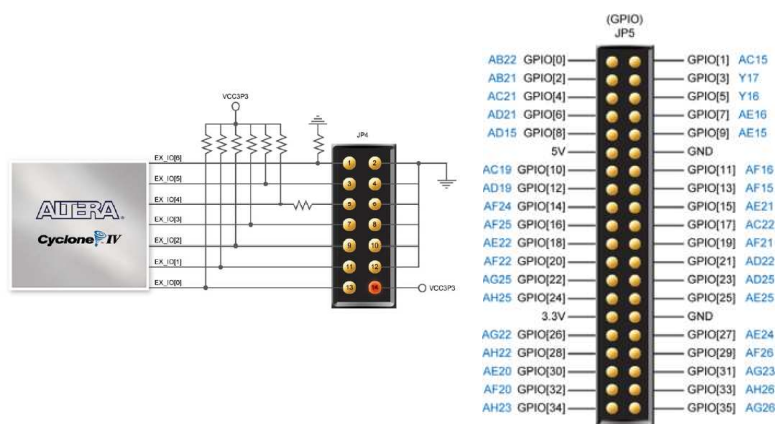 (GPIO)
JP5
AB22 GPIO[0] GPIO[1] AC15
AB21 GPIO[2] GPIO[3] Y17
AC21 GPIO[4] GPIO[5] Y16
AD21 GPIO[6] GPIO[7] AE16
AD15 GPIO[8] GPIO[9] AE15
5V GND
AC19 GPIO[10] GPIO[11] AF16
AD19 GPIO[12] GPIO[13] AF15
AF24 GPIO[14] GPIO[15] AE21
AF25 GPIO[16] GPIO[17] AC22
AE22 GPIO[18] GPIO[19] AF21
AF22 GPIO[20] GPIO[21] AD22
AG25 GPIO[22] GPIO[23] AD25
AH25 GPIO[24] GPIO[25] AE25
3.3V GND
AG22 GPIO[26] GPIO[27] AE24
AH22 GPIO[28] GPIO[29] AF26
AE20 GPIO[30] GPIO[31] AG23
AF20 GPIO[32] GPIO[33] AH26
AH23 GPIO[34] GPIO[35] AG26
VCC3P3
JP4
EX_IO[6] 1 2
EX_IO[5] 3 4
EX_IO[4] 5 6
EX_IO[3] 7 8
EX_IO[2] 9 10
EX_IO[1] 11 12
EX_IO[0] 13 VCC3P3
ALTERA.
Cyclone IV